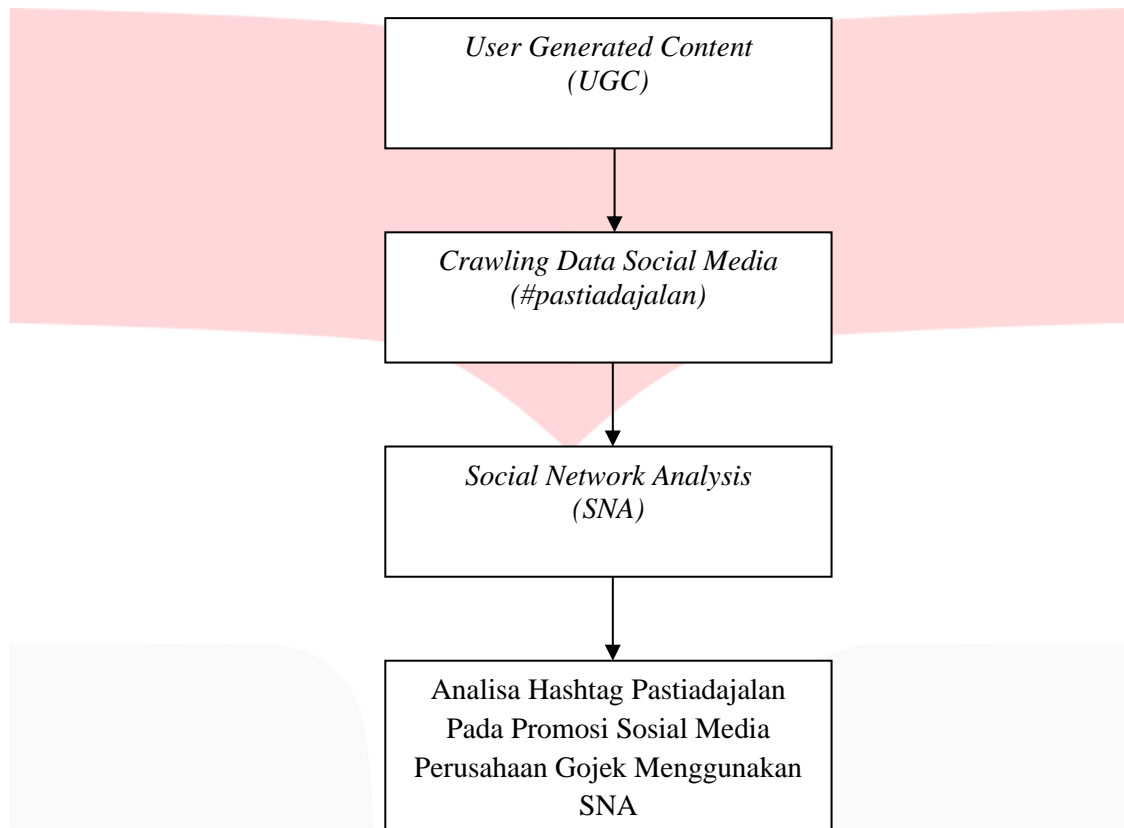 User Generated Content
(UGC)
Crawling Data Social Media
(#pastiadajalan)
Social Network Analysis
(SNA)
Analisa Hashtag Pastiadajalan
Pada Promosi Sosial Media
Perusahaan Gojek Menggunakan
SNA